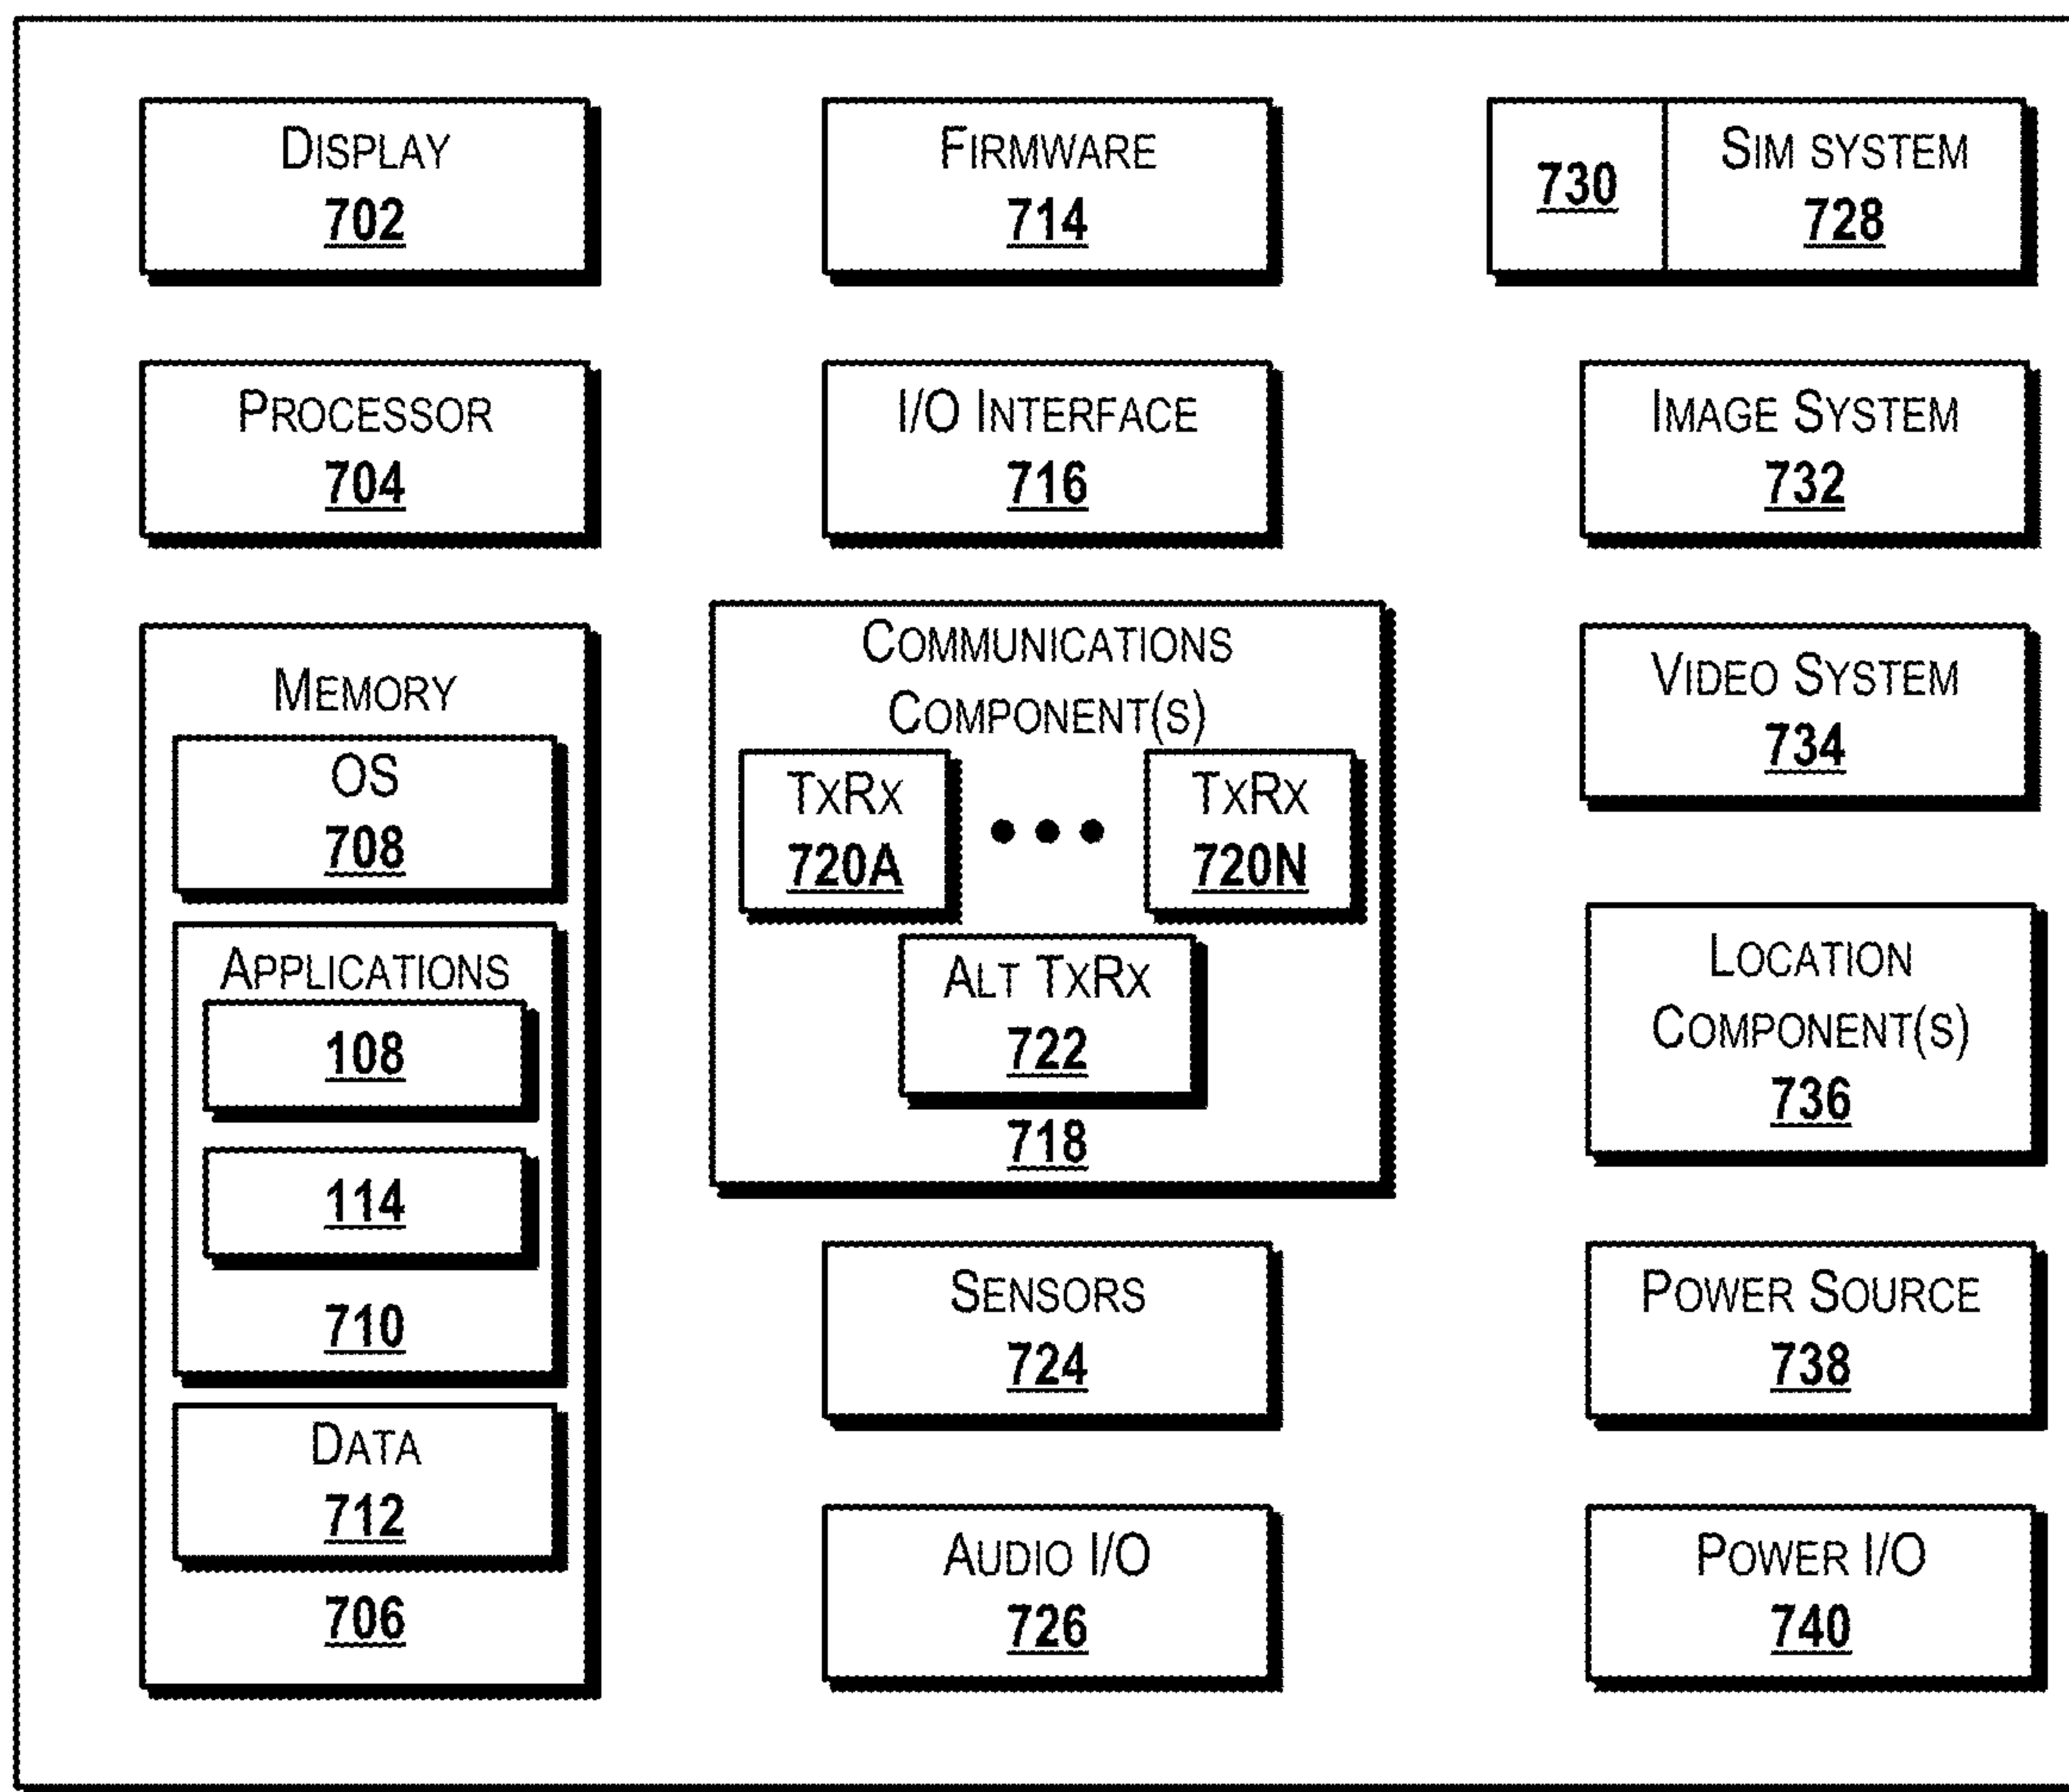 DISPLAY
702
PROCESSOR
704
MEMORY
OS
708
APPLICATIONS
108
114
710
DATA
712
706
FIRMWARE
714
I/O INTERFACE
716
COMMUNICATIONS
COMPONENT(S)
TXRX
720A
TXRX
720N
ALT TXRX
722
718
SENSORS
724
AUDIO I/O
726
730
SIM SYSTEM
728
IMAGE SYSTEM
732
VIDEO SYSTEM
734
LOCATION
COMPONENT(S)
736
POWER SOURCE
738
POWER I/O
740